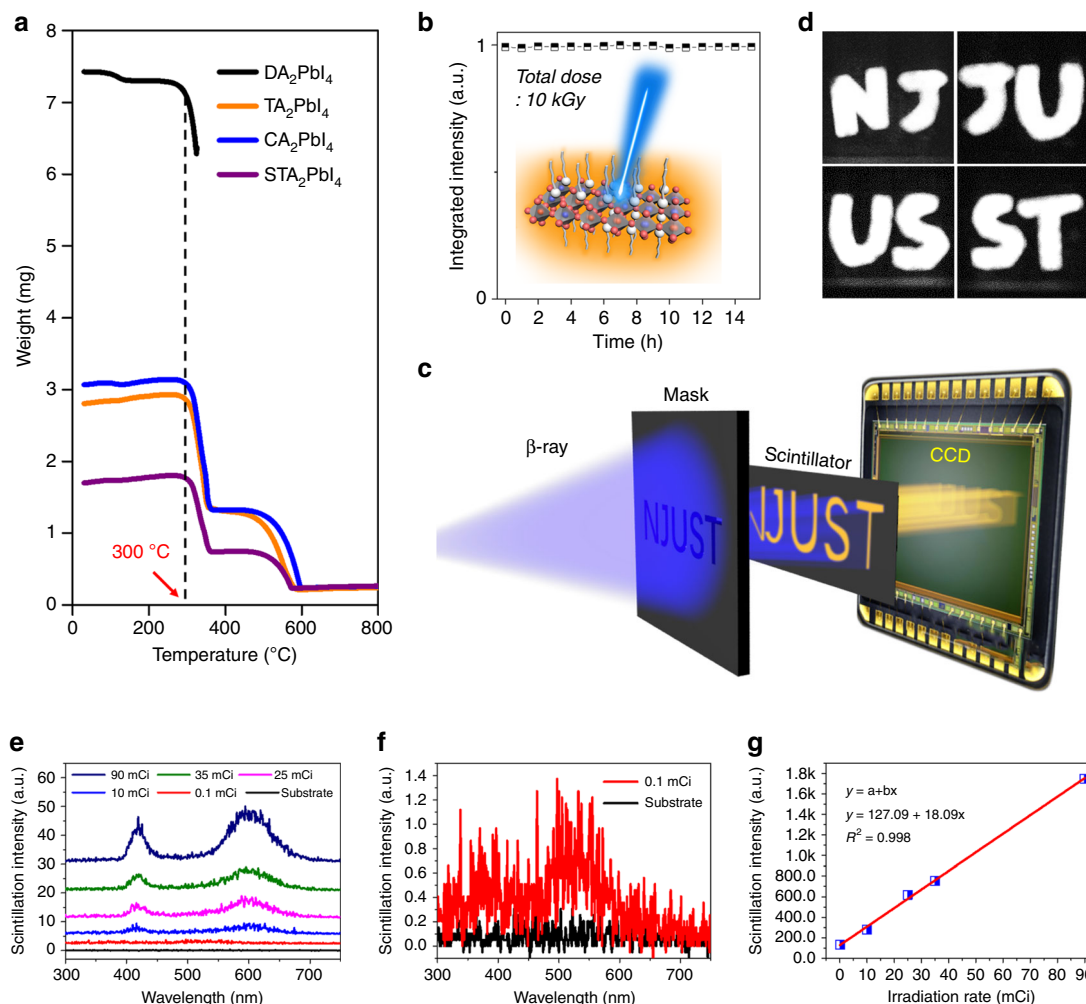 a
8
7
6
5
4
3
2
1
0
Weight (mg)
DA₂PbI₄
TA₂PbI₄
CA₂PbI₄
STA₂PbI₄
300 °C
0 200 400 600 800
Temperature (°C)
b
1
0
Integrated intensity (a.u.)
Total dose
: 10 kGy
0 2 4 6 8 10 12 14
Time (h)
d
NJ JU
US ST
c
β-ray
Mask
NJUST
Scintillator
NJUST
CCD
e
60
50
40
30
20
10
0
Scintillation intensity (a.u.)
90 mCi 35 mCi 25 mCi
10 mCi 0.1 mCi Substrate
300 400 500 600 700
Wavelength (nm)
f
1.6
1.4
1.2
1.0
0.8
0.6
0.4
0.2
0.0
Scintillation intensity (a.u.)
0.1 mCi
Substrate
300 400 500 600 700
Wavelength (nm)
g
1.8k
1.6k
1.4k
1.2k
1.0k
800.0
600.0
400.0
200.0
0.0
Scintillation intensity (a.u.)
y = a+bx
y = 127.09 + 18.09x
R² = 0.998
0 10 20 30 40 50 60 70 80 90
Irradiation rate (mCi)